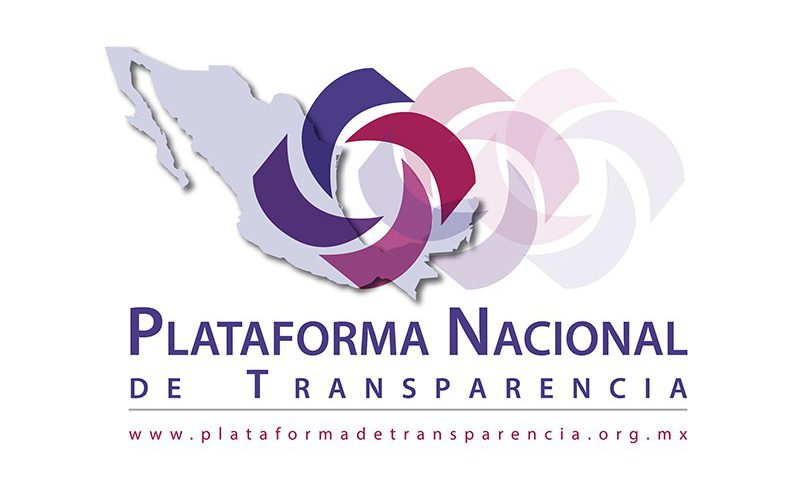 PLATAFORMA NACIONAL
DE TRANSPARENCIA
www.plataformadetransparencia.org.mx